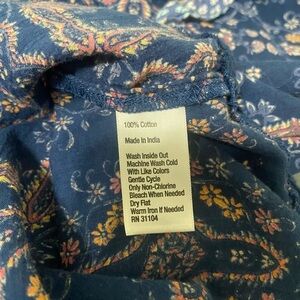 100% Cotton
Made in India
Wash Inside Out
Machine Wash Cold
With Like Colors
Gentle Cycle
Only Non-Chlorine
Bleach When Needed
Dry Flat
Warm Iron If Needed
RN 31104